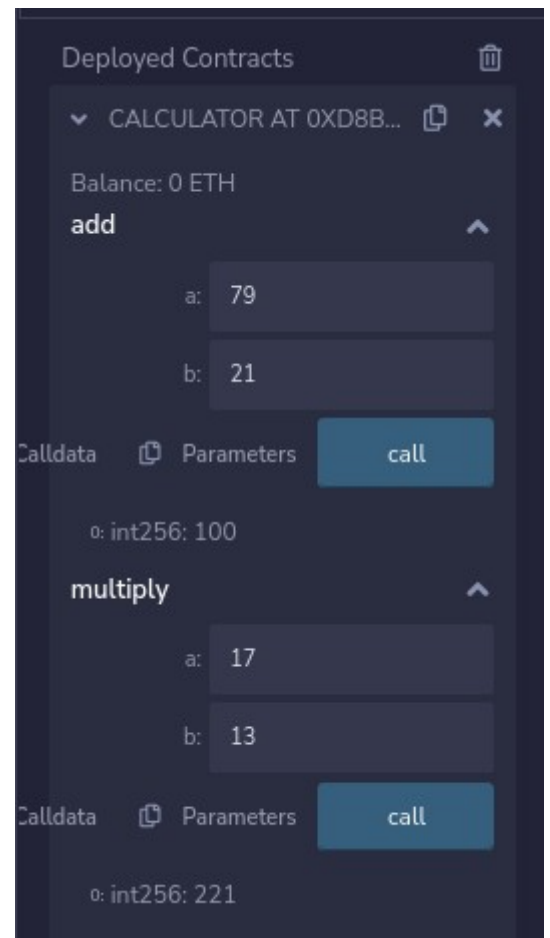 Deployed Contracts
CALCULATOR AT 0XD8B...
Balance: 0 ETH
add
a: 79
b: 21
Calldata Parameters call
0: int256: 100
multiply
a: 17
b: 13
Calldata Parameters call
0: int256: 221